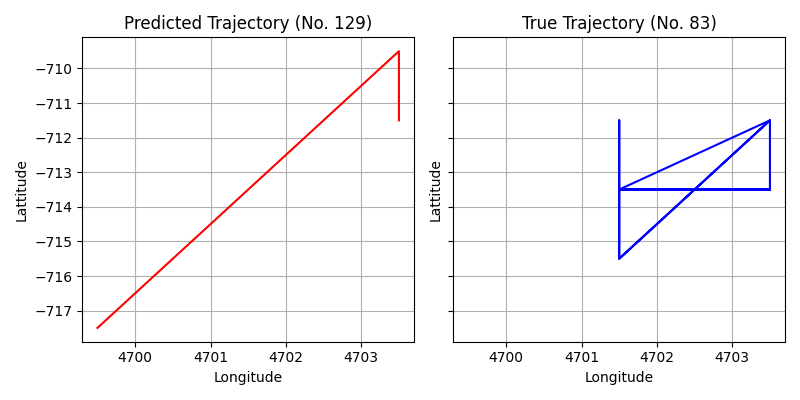 Predicted Trajectory (No. 129)
True Trajectory (No. 83)
−710
−711
−712
−713
−714
−715
−716
−717
Lattitude
Lattitude
4700 4701 4702 4703
4700 4701 4702 4703
Longitude
Longitude